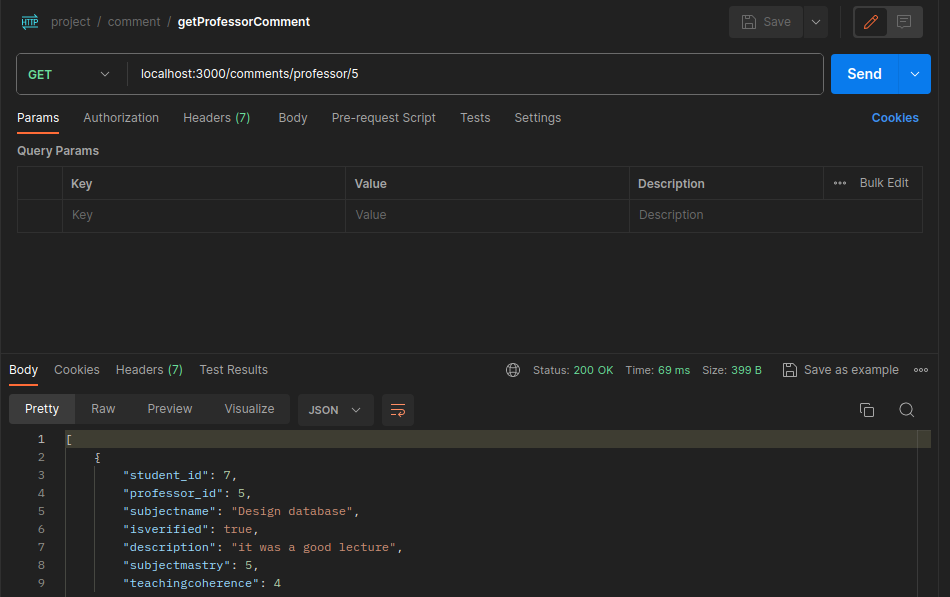 HTTP project / comment / getProfessorComment Save
GET localhost:3000/comments/professor/5 Send
Params Authorization Headers (7) Body Pre-request Script Tests Settings Cookies
Query Params
Key Value Description ••• Bulk Edit
Key Value Description
Body Cookies Headers (7) Test Results Status: 200 OK Time: 69 ms Size: 399 B Save as example •••
Pretty Raw Preview Visualize JSON
1 [
2 {
3 "student_id": 7,
4 "professor_id": 5,
5 "subjectname": "Design database",
6 "isverified": true,
7 "description": "it was a good lecture",
8 "subjectmastry": 5,
9 "teachingcoherence": 4